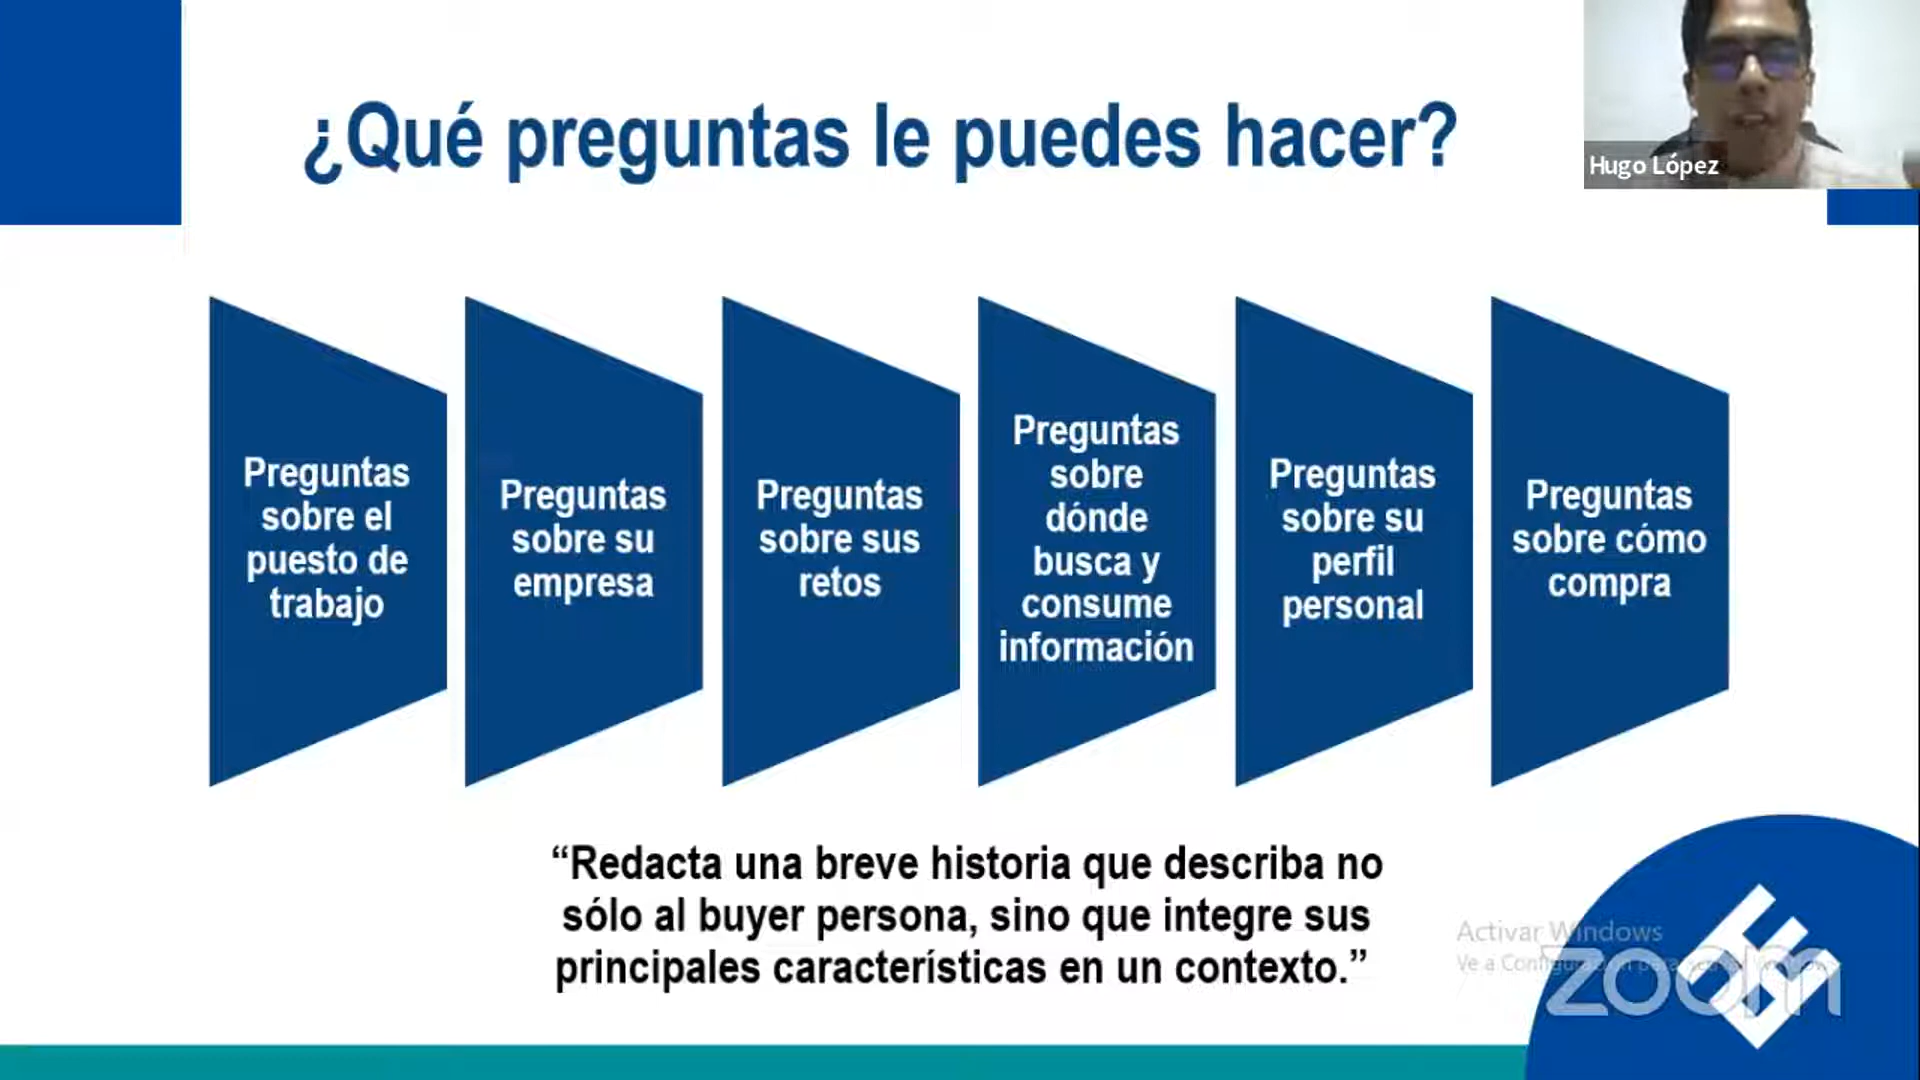 ¿Qué preguntas le puedes hacer?
Hugo López
Preguntas
sobre el
puesto de
trabajo
Preguntas
sobre su
empresa
Preguntas
sobre sus
retos
Preguntas
sobre
dónde
busca y
consume
información
Preguntas
sobre su
perfil
personal
Preguntas
sobre cómo
compra
“Redacta una breve historia que describa no
sólo al buyer persona, sino que integre sus
principales características en un contexto.”
Activar Windows
Ve a
zoom